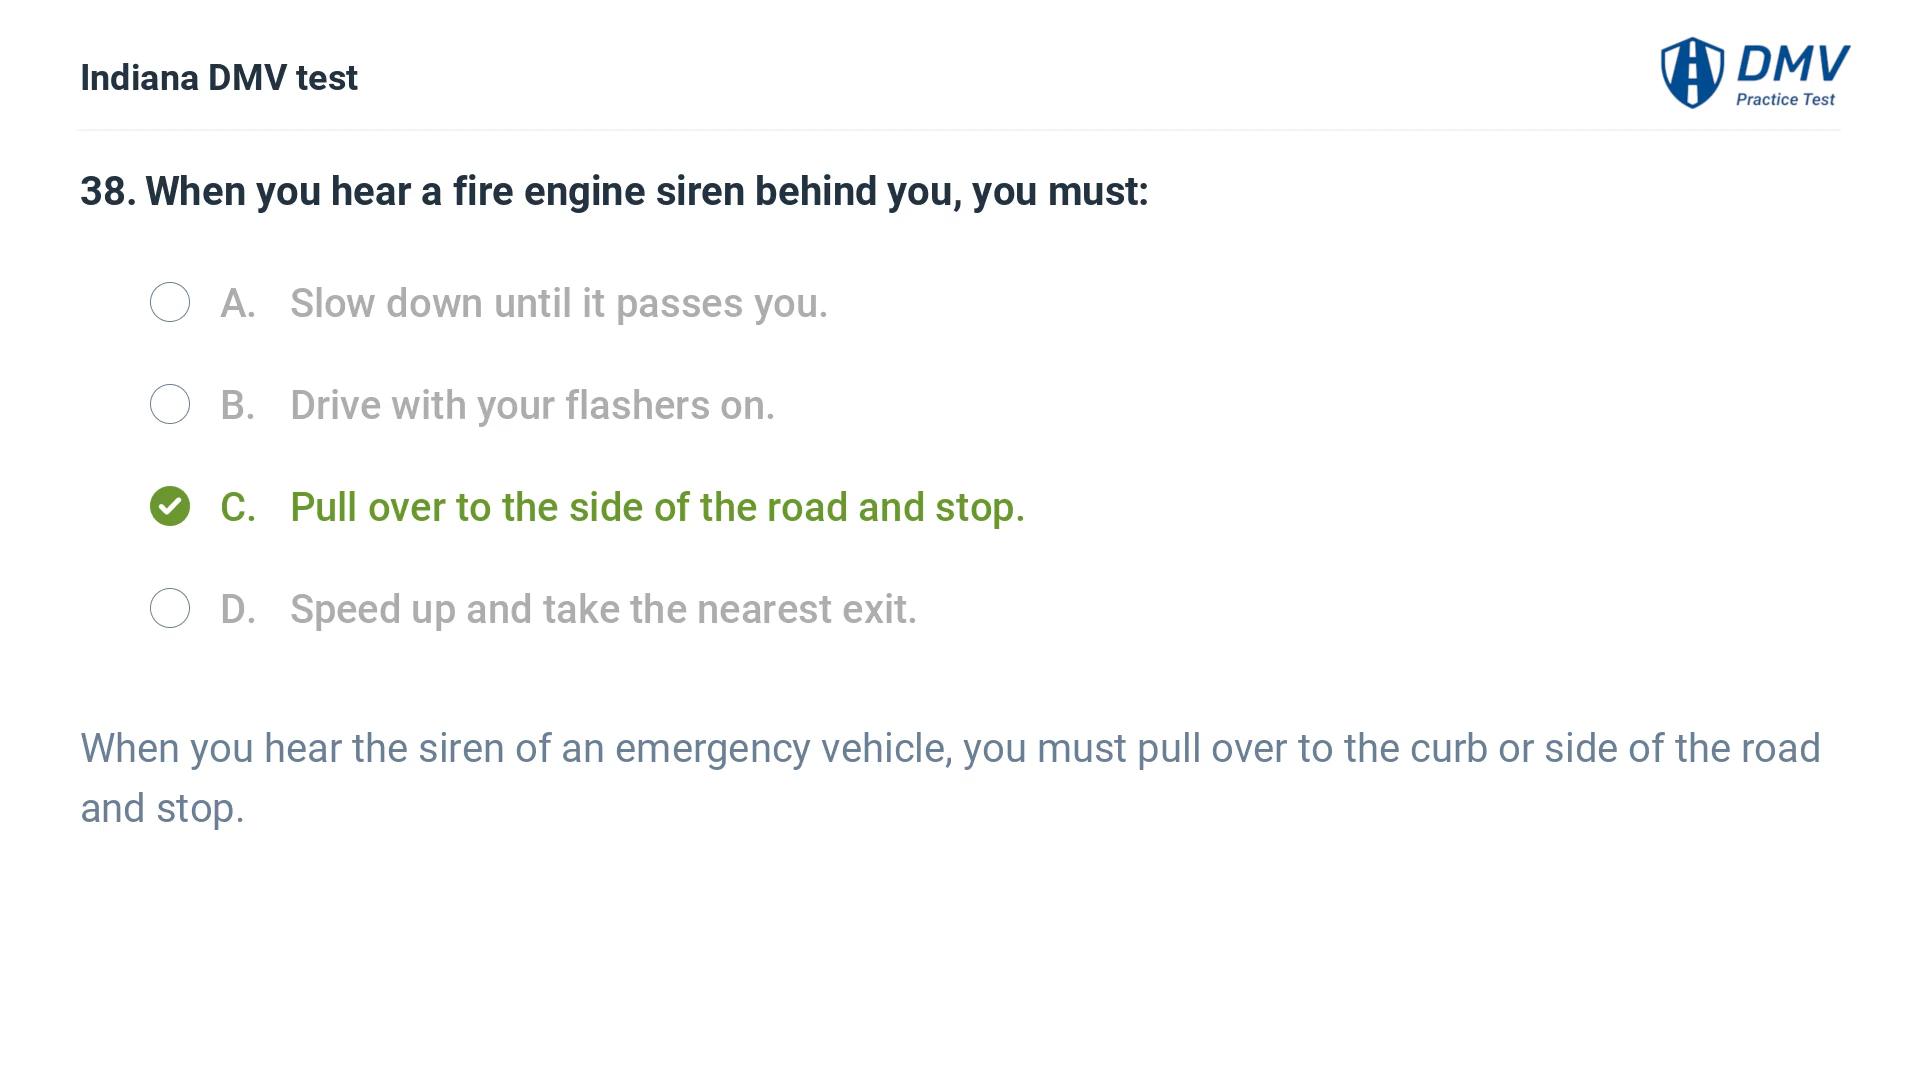 Indiana DMV test
DMV
Practice Test
38. When you hear a fire engine siren behind you, you must:
A. Slow down until it passes you.
B. Drive with your flashers on.
C. Pull over to the side of the road and stop.
D. Speed up and take the nearest exit.
When you hear the siren of an emergency vehicle, you must pull over to the curb or side of the road
and stop.